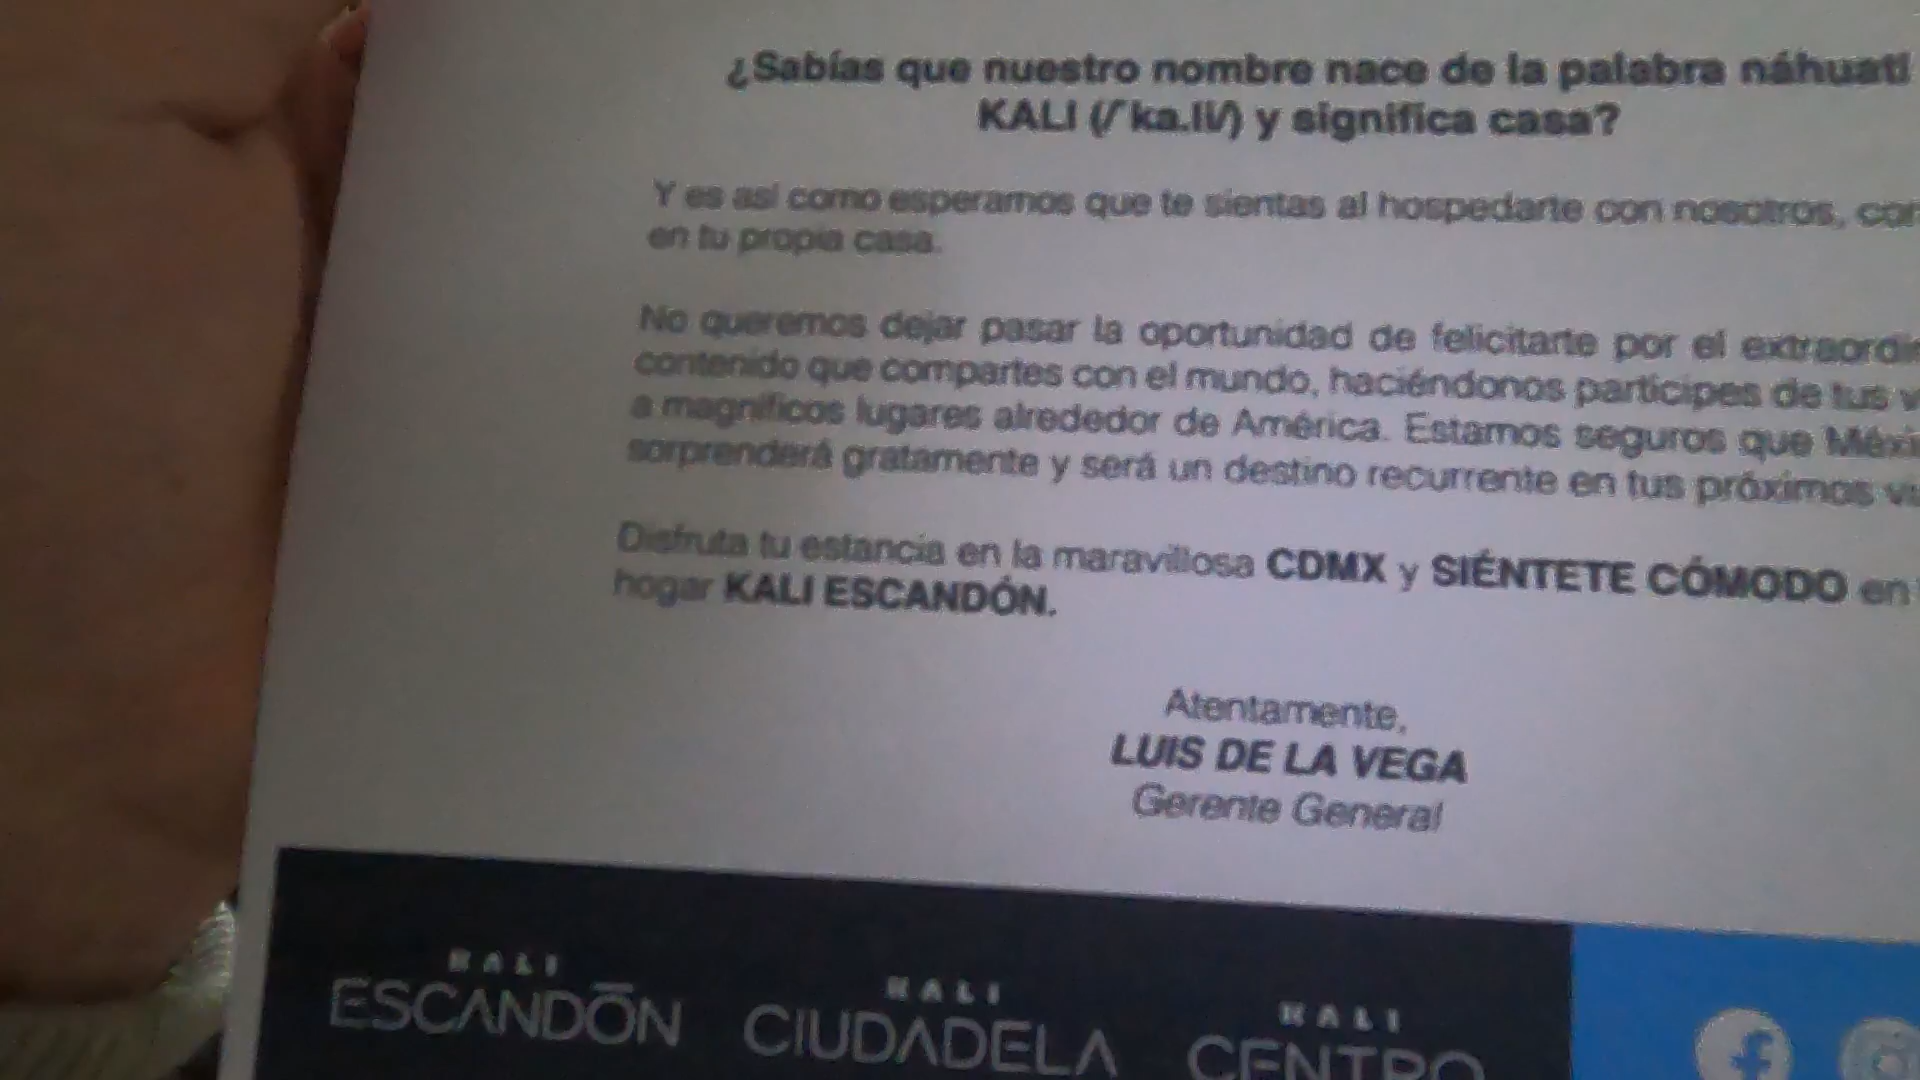 ¿Sabías que nuestro nombre nace de la palabra náhuatl
KALI (/'ka.li/) y significa casa?
Y es así como esperamos que te sientas al hospedarte con nosotros,
en tu propia casa.
No queremos dejar pasar la oportunidad de felicitarte por el
contenido que compartes con el mundo, haciéndonos partícipes de tus
a magníficos lugares alrededor de América. Estamos seguros que
sorprenderá gratamente y será un destino recurrente en tus próximos
Disfruta tu estancia en la maravillosa CDMX y SIÉNTETE CÓMODO en
hogar KALI ESCANDÓN.
Atentamente,
LUIS DE LA VEGA
Gerente General
KALI
ESCANDŌN
KALI
CIUDADELA
KALI
CENTRO